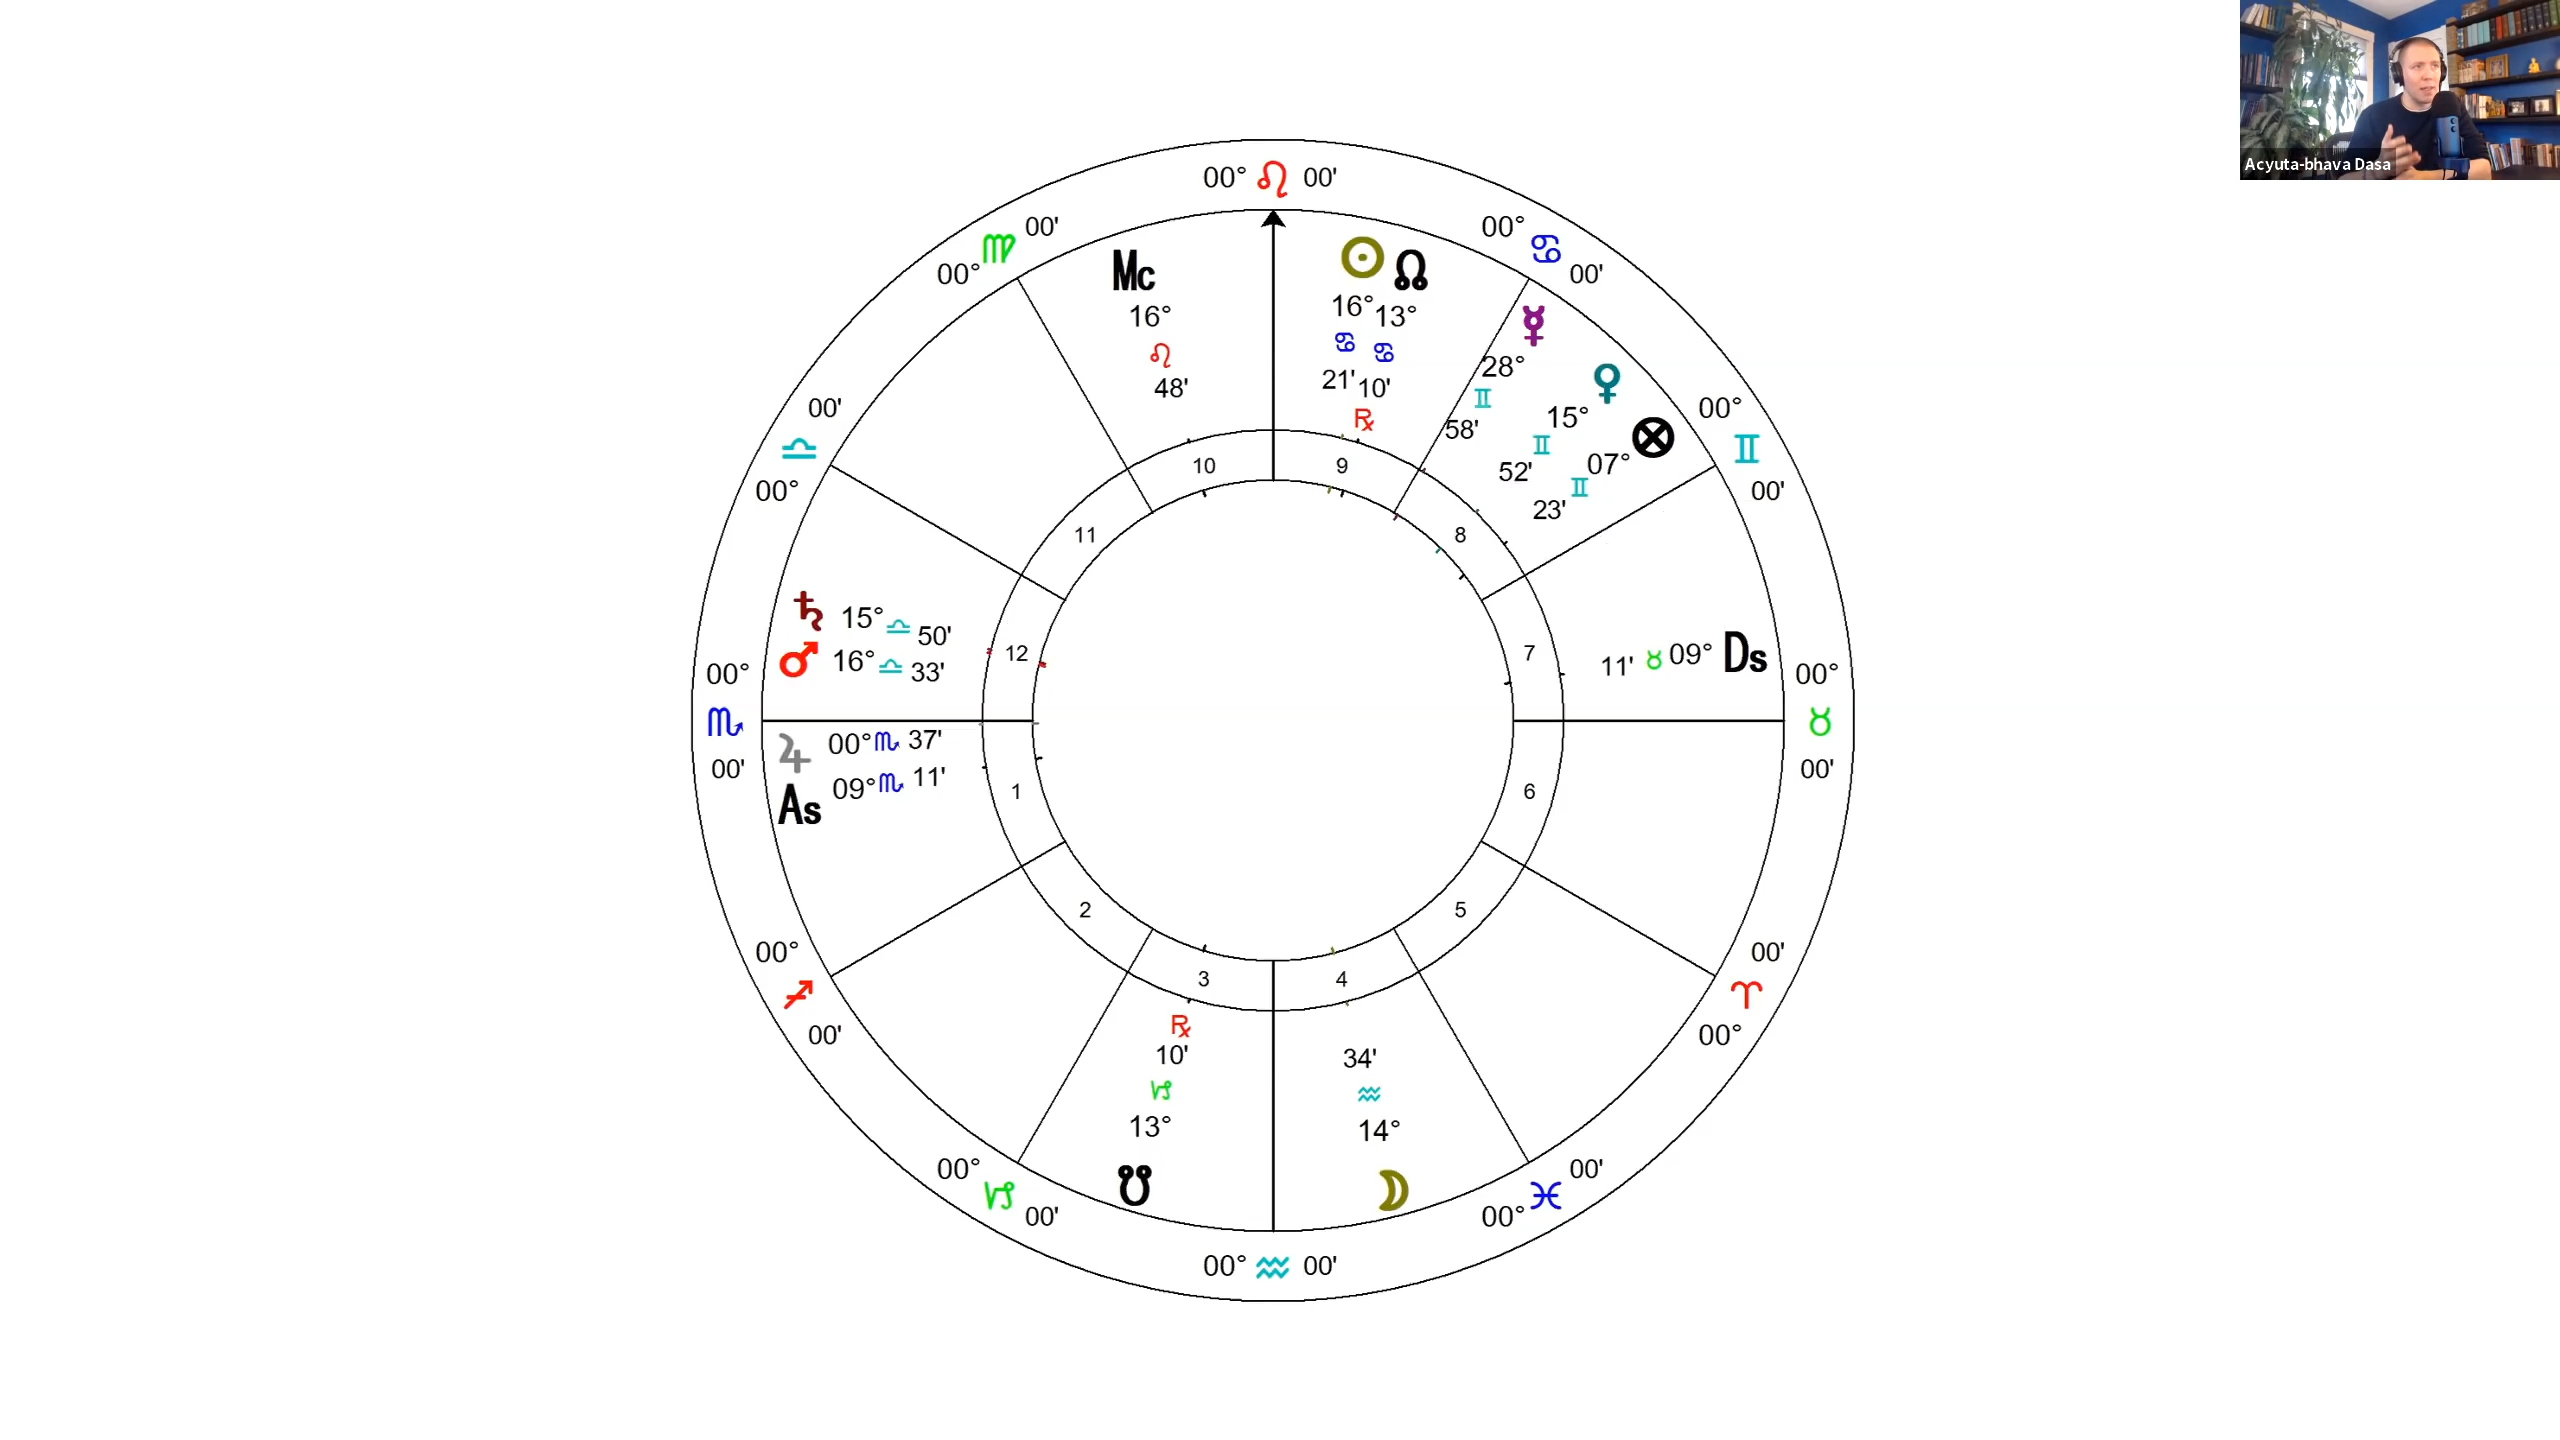 Acyuta-bhava Dasa
00° ♌ 00'
00° ♍ 00'
00° ♋ 00'
Mc
16°
♌
48'
☉ ☊
16° 13°
♋ ♋
21' 10'
℞
☿
28°
♊
58'
♀
15°
♊
52'
⊗
07°
♊
23'
00° ♎ 00'
00° ♊ 00'
10
9
11
8
12
7
♄ 15° ♎ 50'
♂ 16° ♎ 33'
11' ♉ 09° Ds
00° ♏ 00'
00° ♉ 00'
♃ 00° ♏ 37'
As 09° ♏ 11'
1
6
2
5
3
4
00° ♐ 00'
00° ♈ 00'
℞
10'
♑
13°
☋
34'
♒
14°
☽
00° ♑ 00'
00° ♓ 00'
00° ♒ 00'